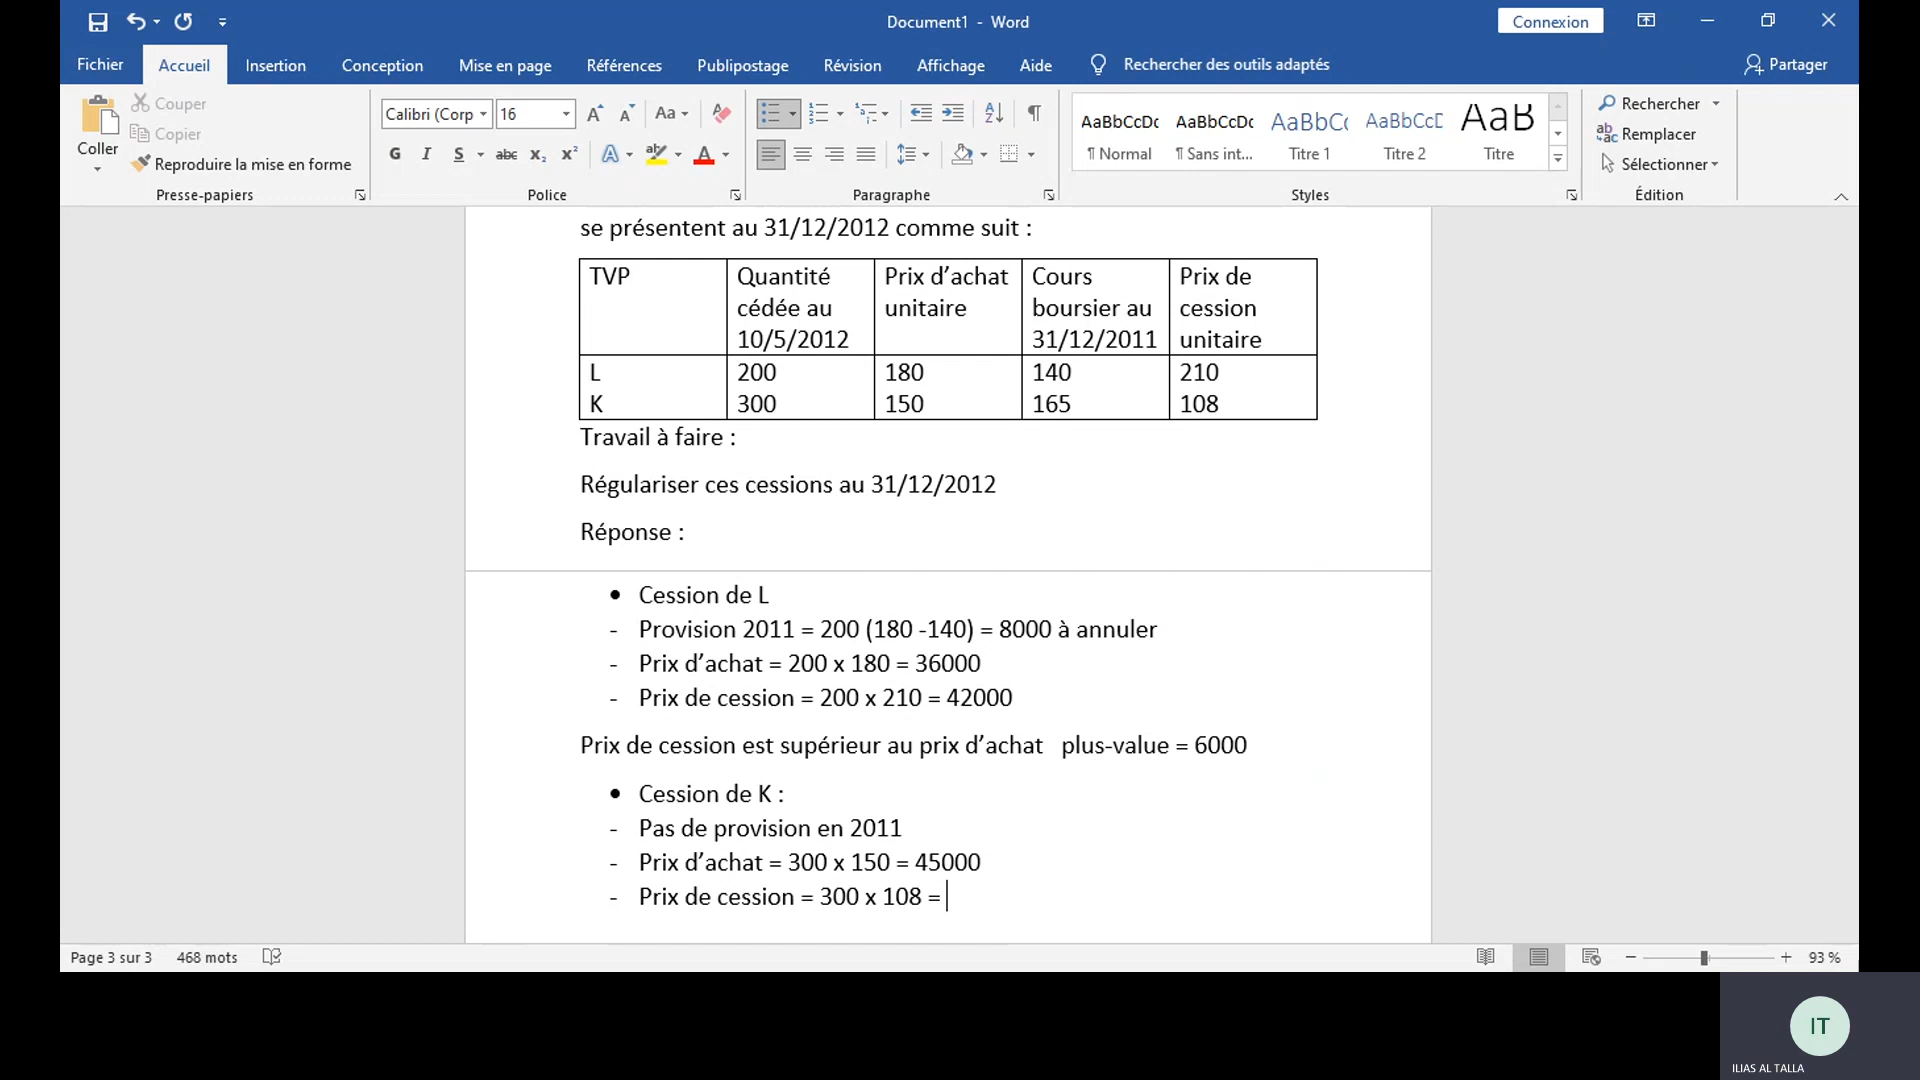 Document1 - Word
Connexion
Fichier Accueil Insertion Conception Mise en page Références Publipostage Révision Affichage Aide Rechercher des outils adaptés Partager
Coller
Couper
Copier
Reproduire la mise en forme
Presse-papiers
Calibri (Corp 16
G I S abc X₂ X² A A
Police
Paragraphe
AaBbCcDc AaBbCcDc AaBbCc AaBbCcC AaB
¶ Normal ¶ Sans int... Titre 1 Titre 2 Titre
Styles
Rechercher
Remplacer
Sélectionner
Édition
se présentent au 31/12/2012 comme suit :
TVP Quantité cédée au 10/5/2012 Prix d’achat unitaire Cours boursier au 31/12/2011 Prix de cession unitaire
L 200 180 140 210
K 300 150 165 108
Travail à faire :
Régulariser ces cessions au 31/12/2012
Réponse :
• Cession de L
- Provision 2011 = 200 (180 -140) = 8000 à annuler
- Prix d’achat = 200 x 180 = 36000
- Prix de cession = 200 x 210 = 42000
Prix de cession est supérieur au prix d’achat plus-value = 6000
• Cession de K :
- Pas de provision en 2011
- Prix d’achat = 300 x 150 = 45000
- Prix de cession = 300 x 108 =
Page 3 sur 3 468 mots 93 %
IT
ILIAS AL TALLA